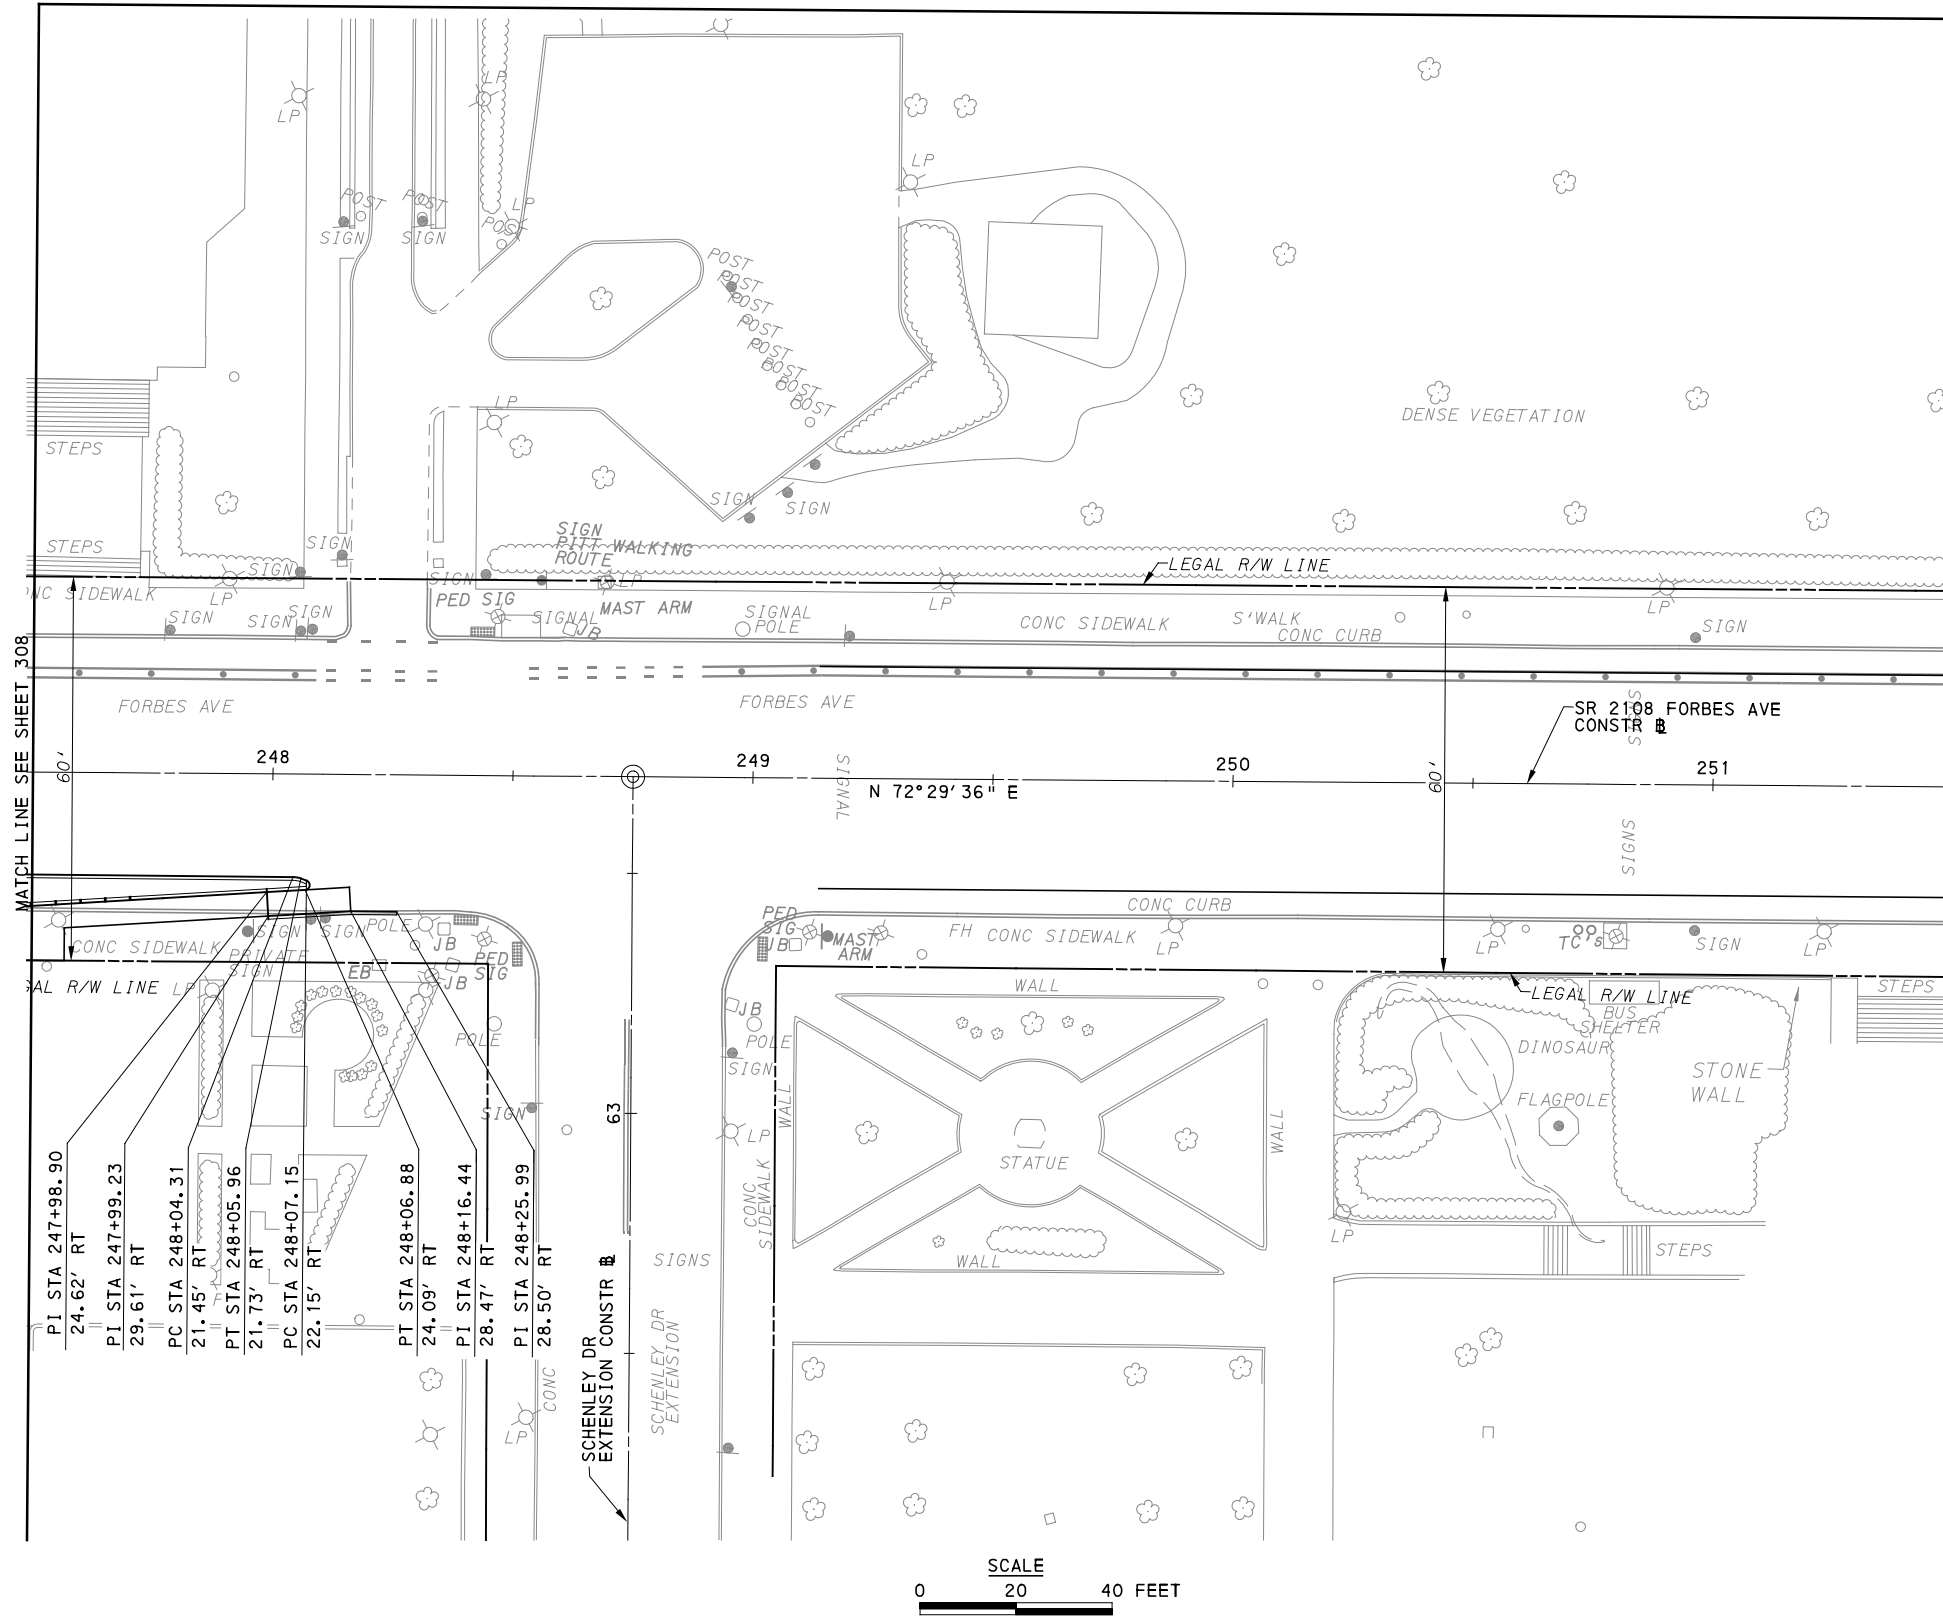 LP
LP
LP
POST
POST
LP
POST
SIGN
SIGN
POST
POST
POST
POST
POST
POST
POST
POST
LP
DENSE VEGETATION
STEPS
SIGN
SIGN
SIGN
PITT WALKING
ROUTE
STEPS
SIGN
SIGN
SIGN
LP
LEGAL R/W LINE
CONC SIDEWALK
LP
PED SIG
MAST ARM
LP
LP
SIGN
SIGN
SIGN
SIGNAL
JB
SIGNAL
POLE
CONC SIDEWALK
S'WALK
CONC CURB
SIGN
MATCH LINE SEE SHEET 308
FORBES AVE
FORBES AVE
SIGNS
SR 2108 FORBES AVE
CONSTR BL
60'
248
249
250
251
60'
SIGNAL
N 72°29'36" E
SIGNS
CONC CURB
PED
SIG
JB
MAST
ARM
FH
CONC SIDEWALK
LP
LP
TC's
SIGN
LP
SIGN
SIGN
POLE
JB
CONC SIDEWALK
PRIVATE
SIGN
EB
PED
SIG
JB
GAL R/W LINE
LP
WALL
LEGAL R/W LINE
STEPS
BUS
SHELTER
JB
POLE
POLE
SIGN
DINOSAUR
STONE
WALL
FLAGPOLE
SIGN
63
WALL
LP
WALL
STATUE
CONC
SIDEWALK
WALL
LP
STEPS
SIGNS
PI STA 247+98.90
24.62' RT
PI STA 247+99.23
29.61' RT
PC STA 248+04.31
21.45' RT
PT STA 248+05.96
21.73' RT
PC STA 248+07.15
22.15' RT
PT STA 248+06.88
24.09' RT
PI STA 248+16.44
28.47' RT
PI STA 248+25.99
28.50' RT
CONC
LP
SCHENLEY DR
EXTENSION CONSTR BL
SCHENLEY DR
EXTENSION
SCALE
0 20 40 FEET